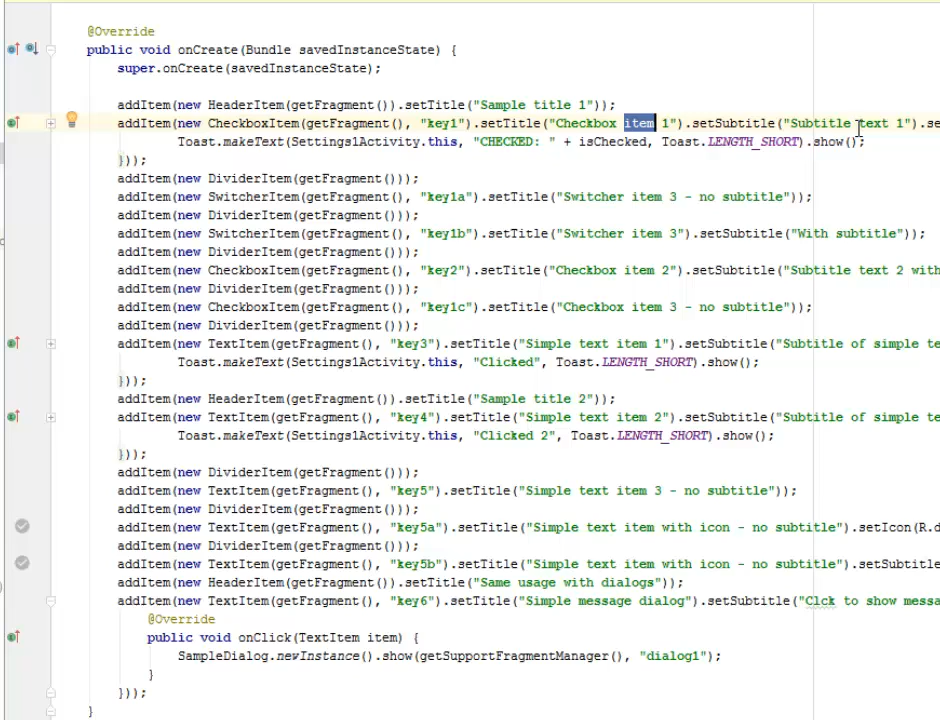 @Override
public void onCreate(Bundle savedInstanceState) {
super.onCreate(savedInstanceState);
addItem(new HeaderItem(getFragment()).setTitle("Sample title 1"));
addItem(new CheckboxItem(getFragment(), "key1").setTitle("Checkbox item 1").setSubtitle("Subtitle text 1").se
Toast.makeText(Settings1Activity.this, "CHECKED: " + isChecked, Toast.LENGTH_SHORT).show();
}));
addItem(new DividerItem(getFragment()));
addItem(new SwitcherItem(getFragment(), "key1a").setTitle("Switcher item 3 - no subtitle"));
addItem(new DividerItem(getFragment()));
addItem(new SwitcherItem(getFragment(), "key1b").setTitle("Switcher item 3").setSubtitle("With subtitle"));
addItem(new DividerItem(getFragment()));
addItem(new CheckboxItem(getFragment(), "key2").setTitle("Checkbox item 2").setSubtitle("Subtitle text 2 with
addItem(new DividerItem(getFragment()));
addItem(new CheckboxItem(getFragment(), "key1c").setTitle("Checkbox item 3 - no subtitle"));
addItem(new DividerItem(getFragment()));
addItem(new TextItem(getFragment(), "key3").setTitle("Simple text item 1").setSubtitle("Subtitle of simple te
Toast.makeText(Settings1Activity.this, "Clicked", Toast.LENGTH_SHORT).show();
}));
addItem(new HeaderItem(getFragment()).setTitle("Sample title 2"));
addItem(new TextItem(getFragment(), "key4").setTitle("Simple text item 2").setSubtitle("Subtitle of simple te
Toast.makeText(Settings1Activity.this, "Clicked 2", Toast.LENGTH_SHORT).show();
}));
addItem(new DividerItem(getFragment()));
addItem(new TextItem(getFragment(), "key5").setTitle("Simple text item 3 - no subtitle"));
addItem(new DividerItem(getFragment()));
addItem(new TextItem(getFragment(), "key5a").setTitle("Simple text item with icon - no subtitle").setIcon(R.d
addItem(new DividerItem(getFragment()));
addItem(new TextItem(getFragment(), "key5b").setTitle("Simple text item with icon - no subtitle").setSubtitle
addItem(new HeaderItem(getFragment()).setTitle("Same usage with dialogs"));
addItem(new TextItem(getFragment(), "key6").setTitle("Simple message dialog").setSubtitle("Clck to show messa
@Override
public void onClick(TextItem item) {
SampleDialog.newInstance().show(getSupportFragmentManager(), "dialog1");
}
}));
}